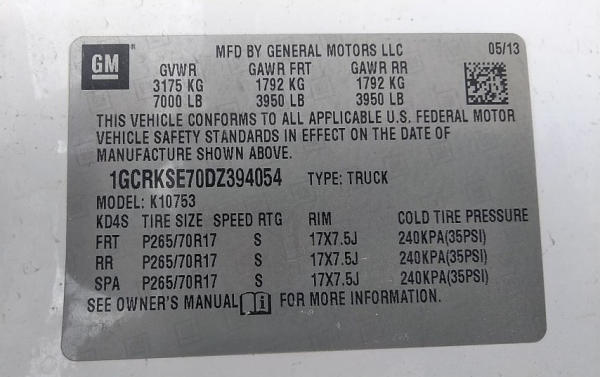 GM MFD BY GENERAL MOTORS LLC 05/13
GVWR GAWR FRT GAWR RR
3175 KG 1792 KG 1792 KG
7000 LB 3950 LB 3950 LB
THIS VEHICLE CONFORMS TO ALL APPLICABLE U.S. FEDERAL MOTOR
VEHICLE SAFETY STANDARDS IN EFFECT ON THE DATE OF
MANUFACTURE SHOWN ABOVE.
1GCRKSE70DZ394054 TYPE: TRUCK
MODEL: K10753
KD4S TIRE SIZE SPEED RTG RIM COLD TIRE PRESSURE
FRT P265/70R17 S 17X7.5J 240KPA(35PSI)
RR P265/70R17 S 17X7.5J 240KPA(35PSI)
SPA P265/70R17 S 17X7.5J 240KPA(35PSI)
SEE OWNER'S MANUAL FOR MORE INFORMATION.